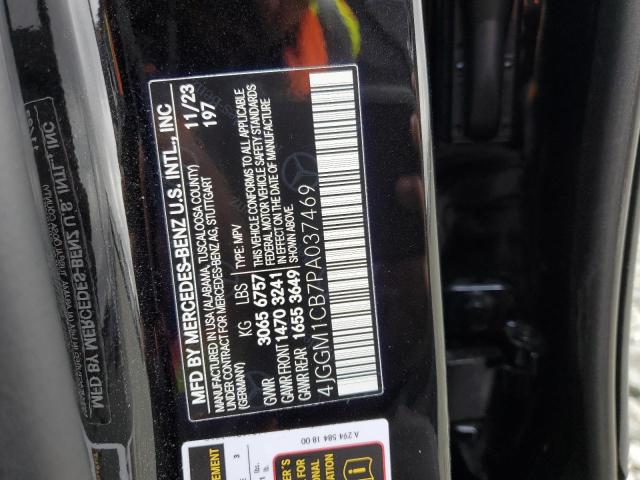 MFD BY MERCEDES-BENZ U.S. INTL., INC 11/23
MANUFACTURED IN USA (ALABAMA, TUSCALOOSA COUNTY) 197
UNDER CONTRACT FOR MERCEDES-BENZ AG, STUTTGART
(GERMANY) TYPE: MPV
KG LBS
GWR 3065 6757 THIS VEHICLE CONFORMS TO ALL APPLICABLE
GAWR FRONT 1470 3241 FEDERAL MOTOR VEHICLE SAFETY STANDARDS
GAWR REAR 1655 3649 IN EFFECT ON THE DATE OF MANUFACTURE
4JGGM1CB7PA037469
A 294 584 18 00